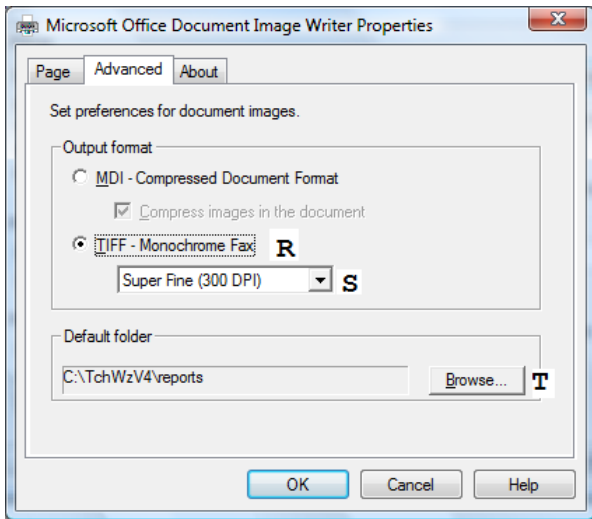 Microsoft Office Document Image Writer Properties
Page Advanced About
Set preferences for document images.
Output format
MDI - Compressed Document Format
Compress images in the document
TIFF - Monochrome Fax R
Super Fine (300 DPI) S
Default folder
C:\TchWzV4\reports Browse... T
OK Cancel Help